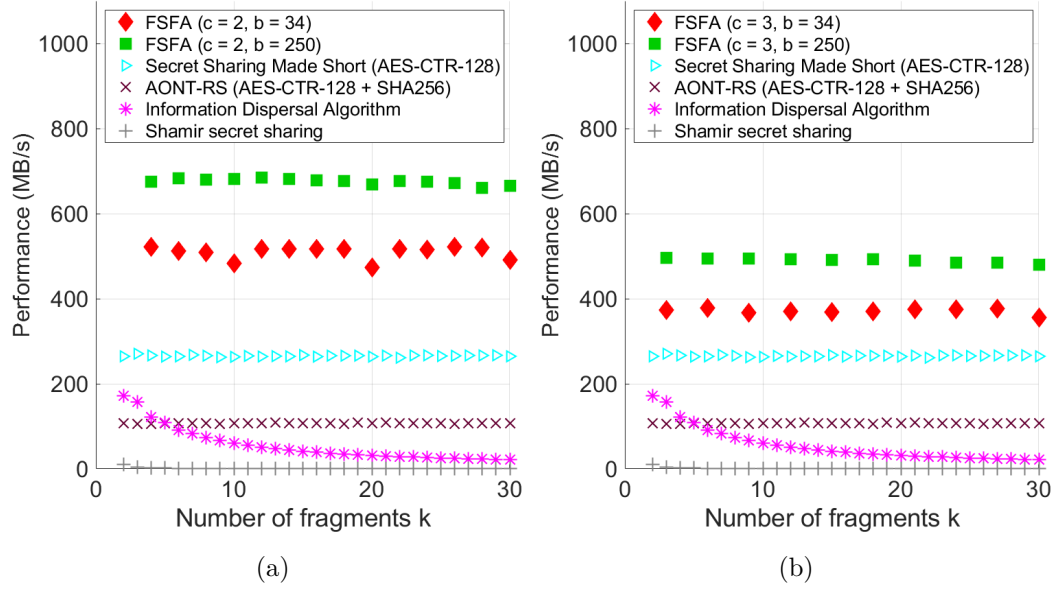 FSFA (c = 2, b = 34)
FSFA (c = 2, b = 250)
Secret Sharing Made Short (AES-CTR-128)
AONT-RS (AES-CTR-128 + SHA256)
Information Dispersal Algorithm
Shamir secret sharing
1000
800
600
400
200
0
0
10
20
30
Performance (MB/s)
Number of fragments k
(a)
FSFA (c = 3, b = 34)
FSFA (c = 3, b = 250)
Secret Sharing Made Short (AES-CTR-128)
AONT-RS (AES-CTR-128 + SHA256)
Information Dispersal Algorithm
Shamir secret sharing
1000
800
600
400
200
0
0
10
20
30
Performance (MB/s)
Number of fragments k
(b)